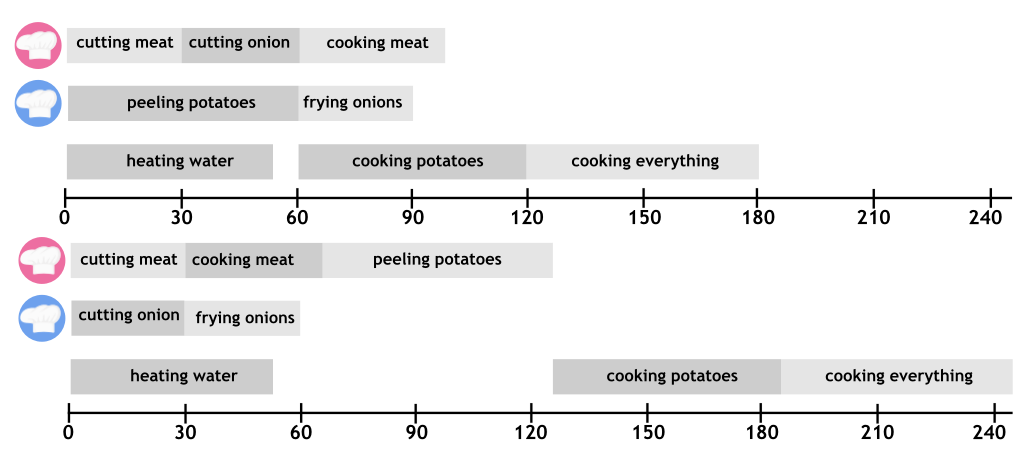 cutting meat cutting onion cooking meat
peeling potatoes frying onions
heating water cooking potatoes cooking everything
0 30 60 90 120 150 180 210 240
cutting meat cooking meat peeling potatoes
cutting onion frying onions
heating water cooking potatoes cooking everything
0 30 60 90 120 150 180 210 240